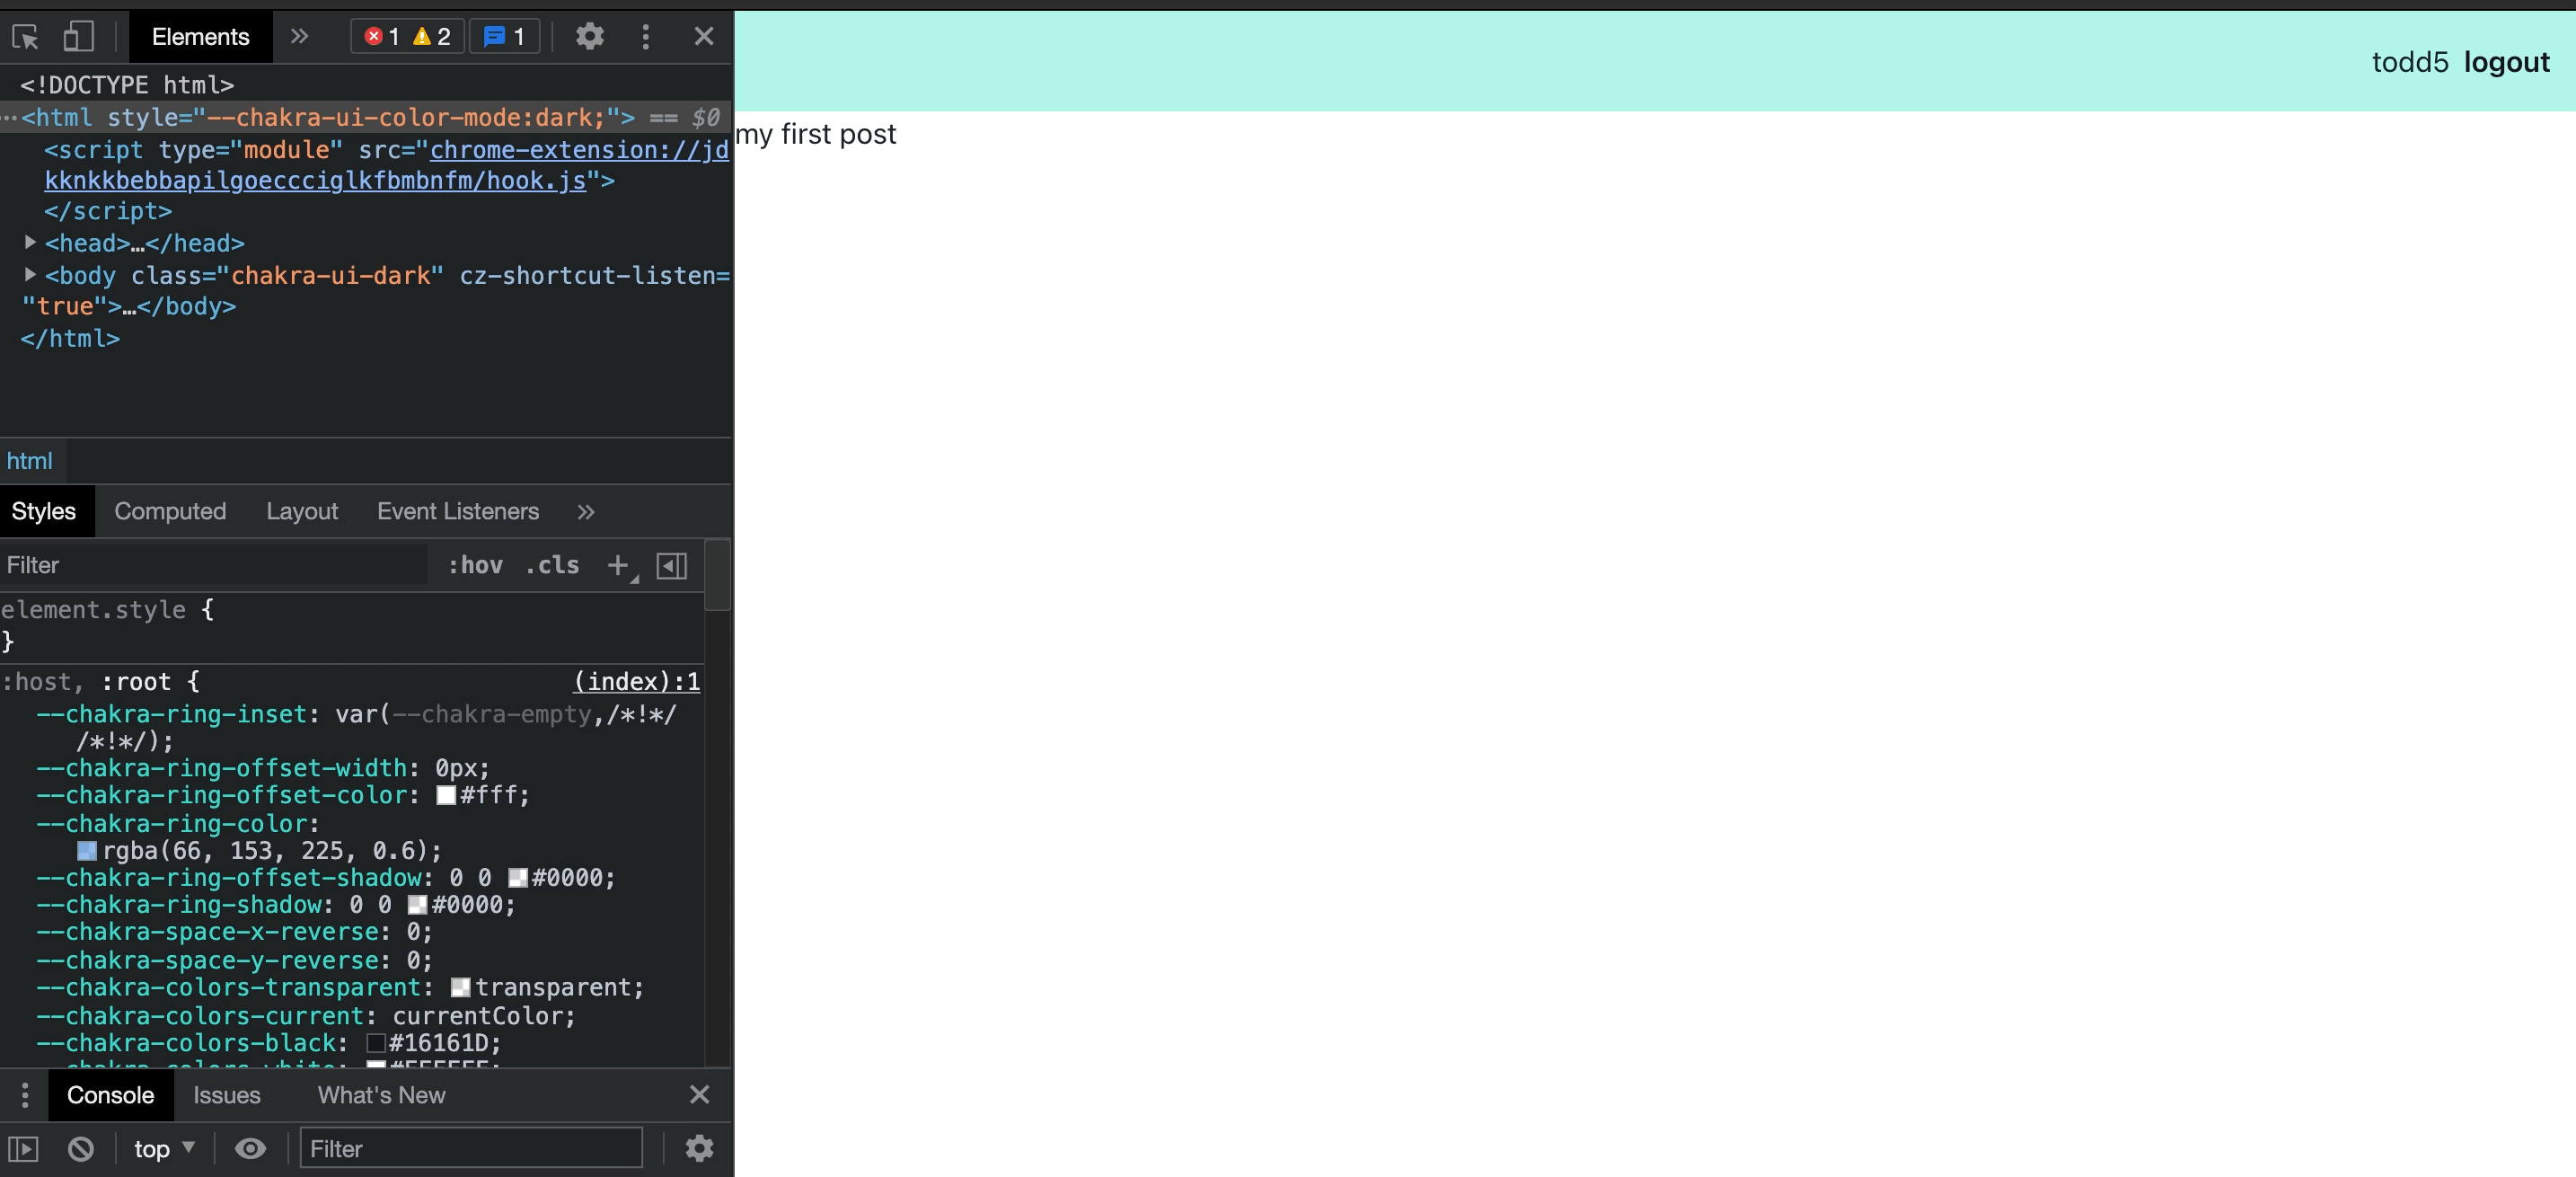 Elements
1 2
1
todd5 logout
my first post
<!DOCTYPE html>
<html style="--chakra-ui-color-mode:dark;"> == $0
<script type="module" src="chrome-extension://jd
kknkkbebbapilgoeccciglkfbmbnfm/hook.js">
</script>
<head>…</head>
<body class="chakra-ui-dark" cz-shortcut-listen=
"true">…</body>
</html>
html
Styles Computed Layout Event Listeners
Filter :hov .cls
element.style {
}
:host, :root { (index):1
--chakra-ring-inset: var(--chakra-empty,/*!*/
/*!*/);
--chakra-ring-offset-width: 0px;
--chakra-ring-offset-color: #fff;
--chakra-ring-color:
rgba(66, 153, 225, 0.6);
--chakra-ring-offset-shadow: 0 0 #0000;
--chakra-ring-shadow: 0 0 #0000;
--chakra-space-x-reverse: 0;
--chakra-space-y-reverse: 0;
--chakra-colors-transparent: transparent;
--chakra-colors-current: currentColor;
--chakra-colors-black: #16161D;
--chakra-colors-white: #FFFFFF;
Console Issues What's New
top Filter